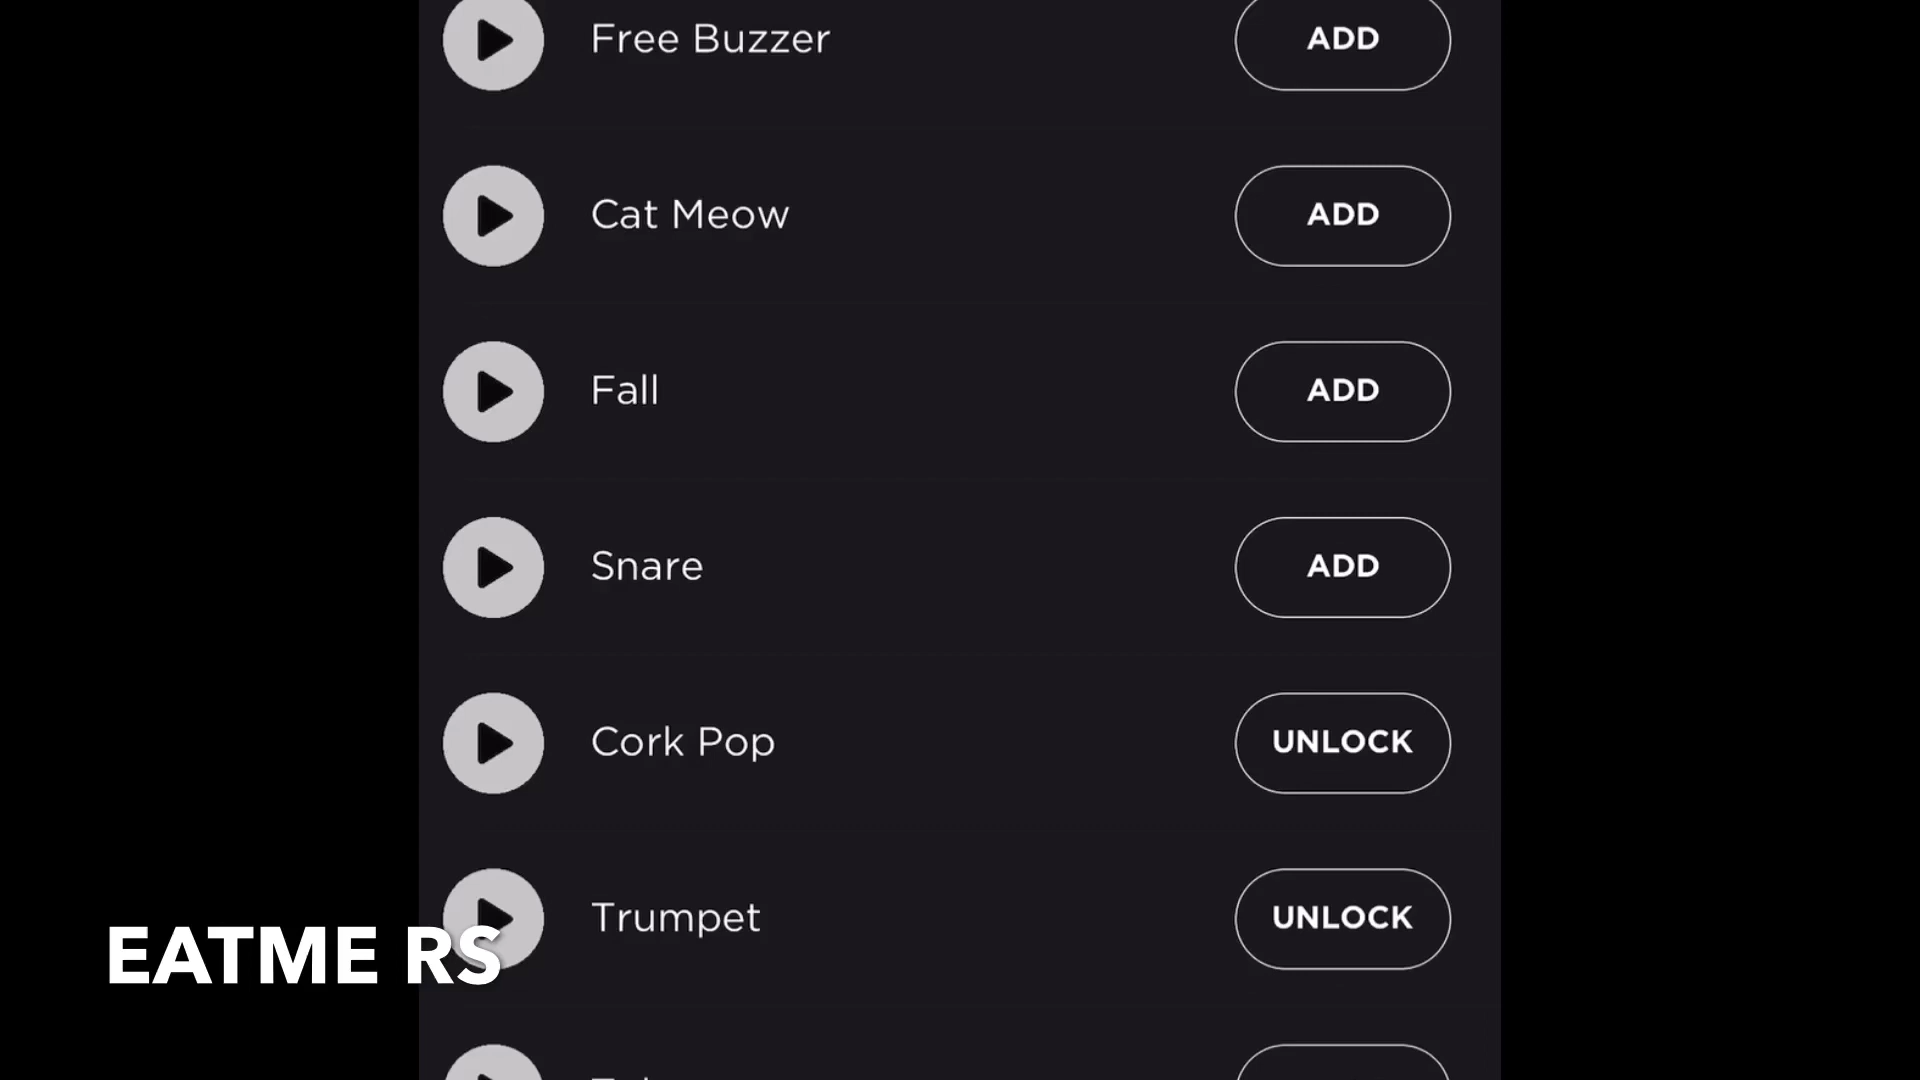 Free Buzzer ADD
Cat Meow ADD
Fall ADD
Snare ADD
Cork Pop UNLOCK
Trumpet UNLOCK
EATME RS